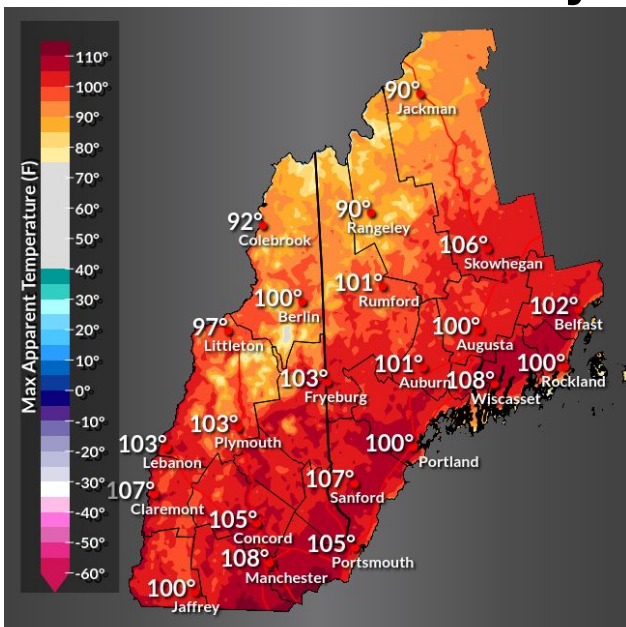 Max Apparent Temperature (F)
110°
100°
90°
80°
70°
60°
50°
40°
30°
20°
10°
0°
-10°
-20°
-30°
-40°
-50°
-60°
90°
Jackman
90°
Rangeley
92°
Colebrook
106°
Skowhegan
101°
Rumford
100°
Berlin
102°
Belfast
97°
Littleton
100°
Augusta
101°
Auburn
100°
Rockland
103°
Fryeburg
108°
Wiscasset
103°
Plymouth
103°
Lebanon
100°
Portland
107°
Claremont
107°
Sanford
105°
Concord
105°
Portsmouth
108°
Manchester
100°
Jaffrey